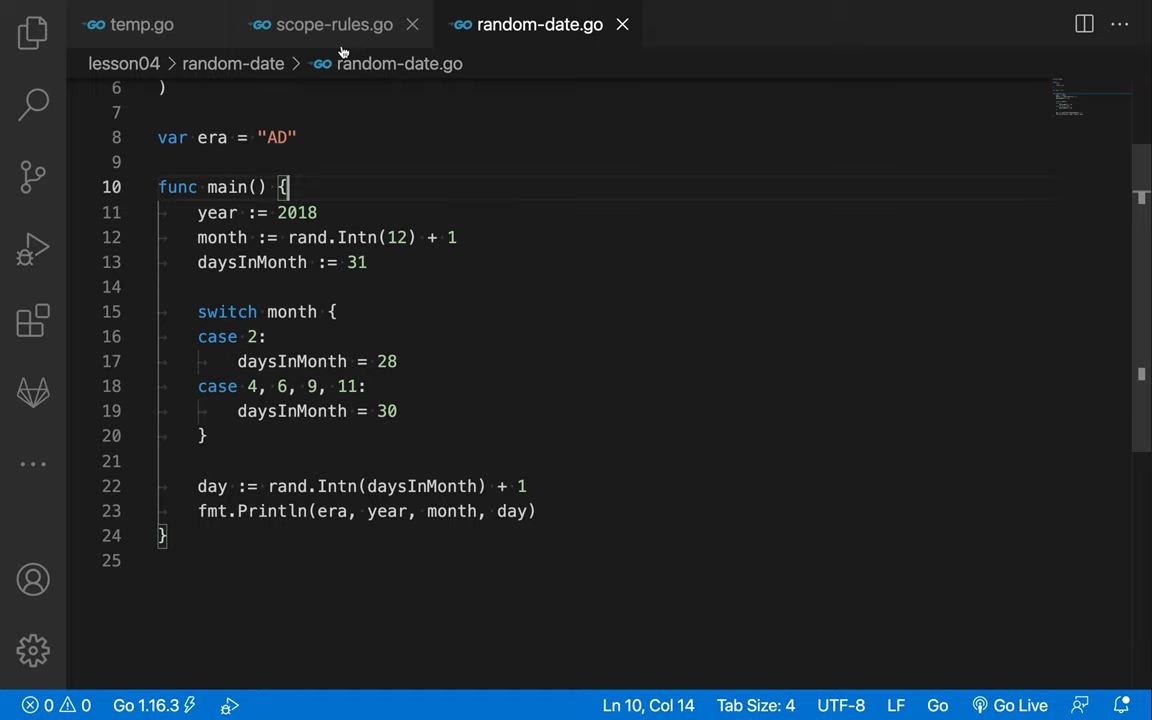 temp.go
scope-rules.go
random-date.go
lesson04 > random-date > random-date.go
6 )
7
8 var era = "AD"
9
10 func main() {
11 year := 2018
12 month := rand.Intn(12) + 1
13 daysInMonth := 31
14
15 switch month {
16 case 2:
17 daysInMonth = 28
18 case 4, 6, 9, 11:
19 daysInMonth = 30
20 }
21
22 day := rand.Intn(daysInMonth) + 1
23 fmt.Println(era, year, month, day)
24 }
25
0 0 Go 1.16.3 Ln 10, Col 14 Tab Size: 4 UTF-8 LF Go Go Live